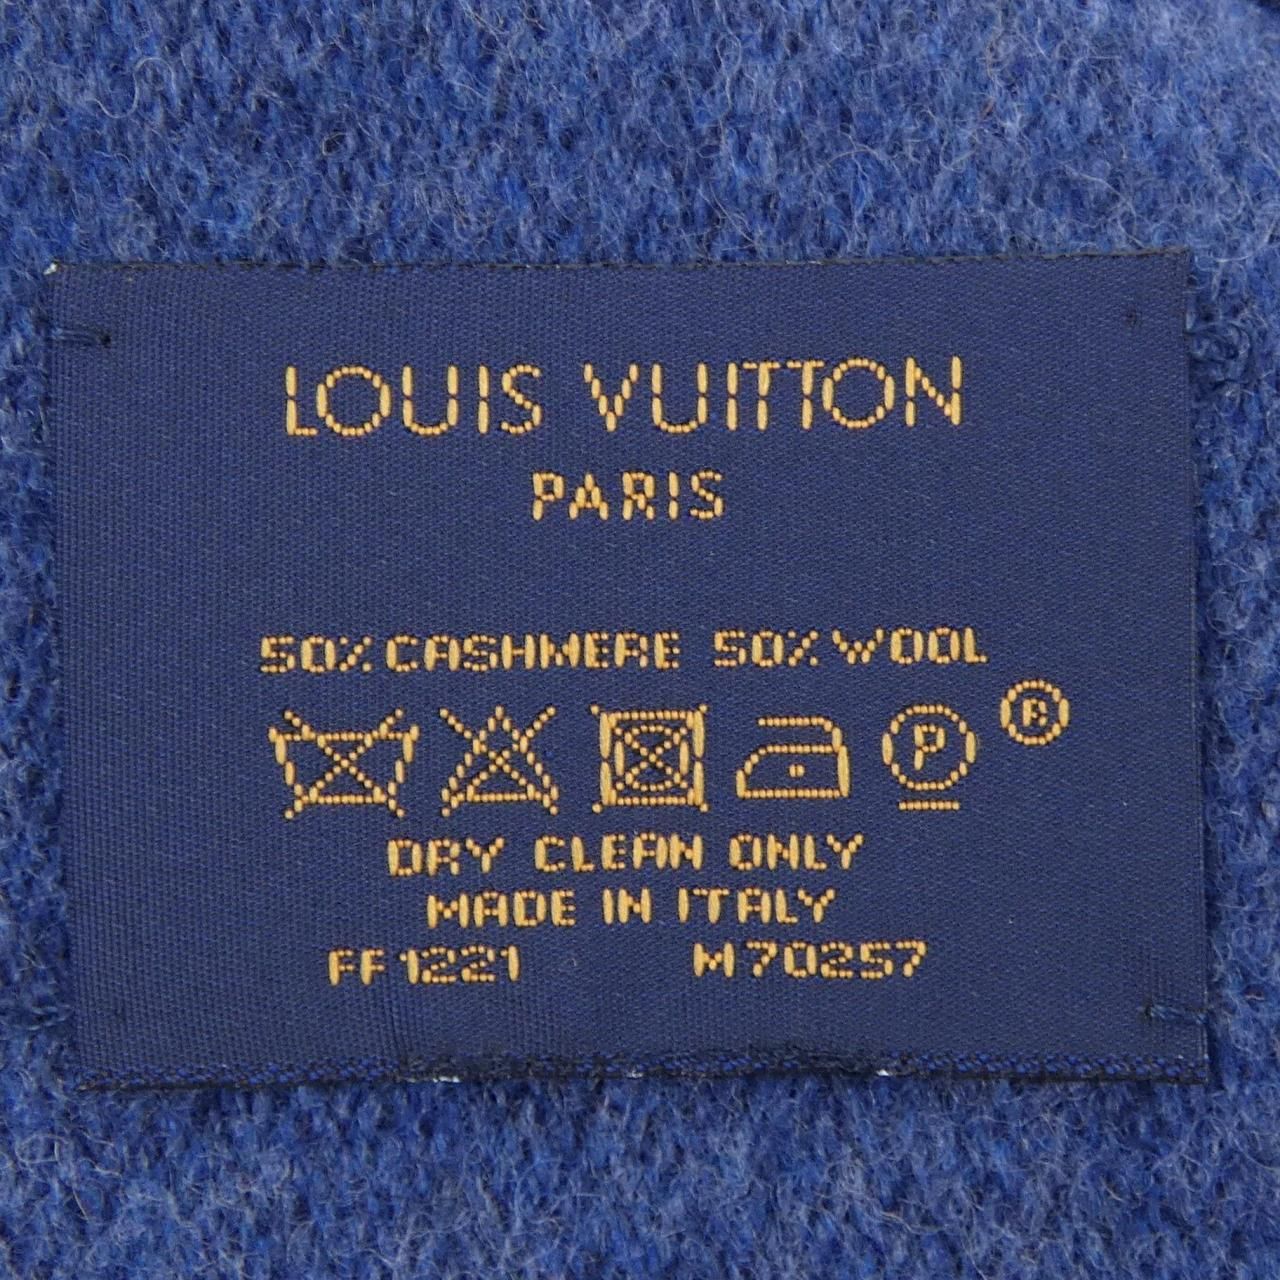 LOUIS VUITTON
PARIS
50% CASHMERE 50% WOOL
P ®
DRY CLEAN ONLY
MADE IN ITALY
FF1221 M70257